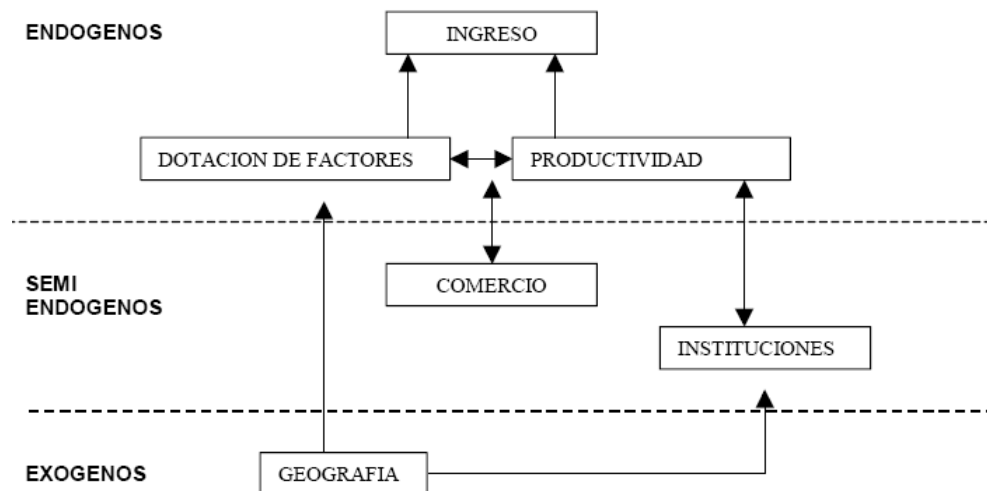 ENDOGENOS
INGRESO
DOTACION DE FACTORES
PRODUCTIVIDAD
SEMI
ENDOGENOS
COMERCIO
INSTITUCIONES
EXOGENOS
GEOGRAFIA